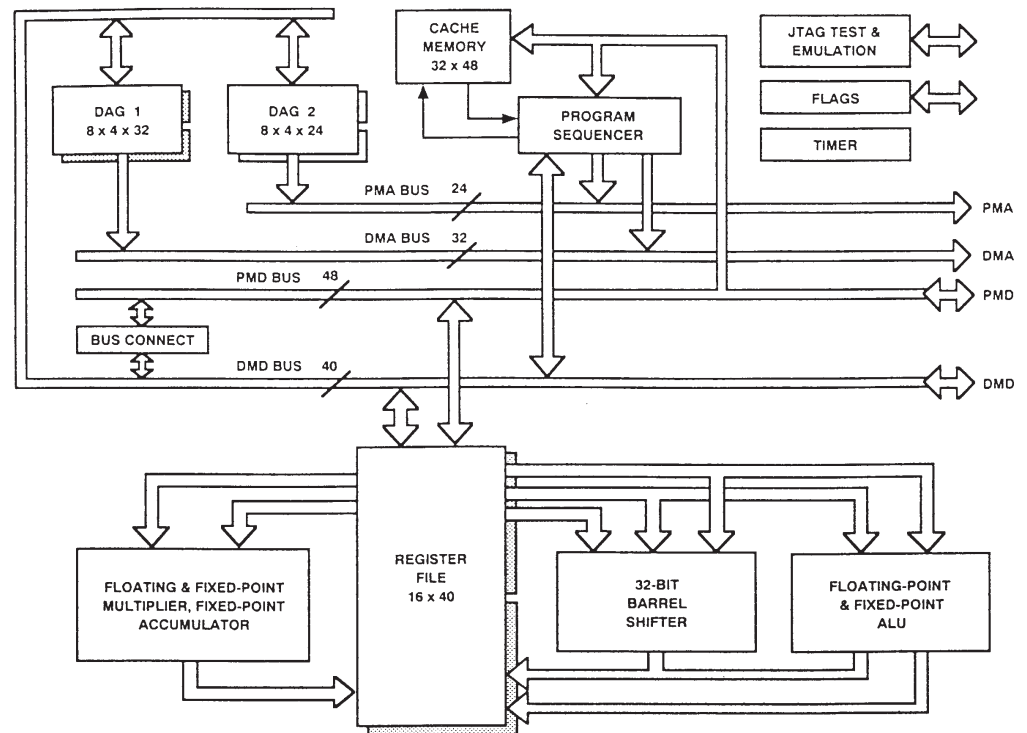 CACHE
MEMORY
32 x 48
JTAG TEST &
EMULATION
DAG 1
8 x 4 x 32
DAG 2
8 x 4 x 24
PROGRAM
SEQUENCER
FLAGS
TIMER
PMA BUS 24
PMA
DMA BUS 32
DMA
PMD BUS 48
PMD
BUS CONNECT
DMD BUS 40
DMD
FLOATING & FIXED-POINT
MULTIPLIER, FIXED-POINT
ACCUMULATOR
REGISTER
FILE
16 x 40
32-BIT
BARREL
SHIFTER
FLOATING-POINT
& FIXED-POINT
ALU